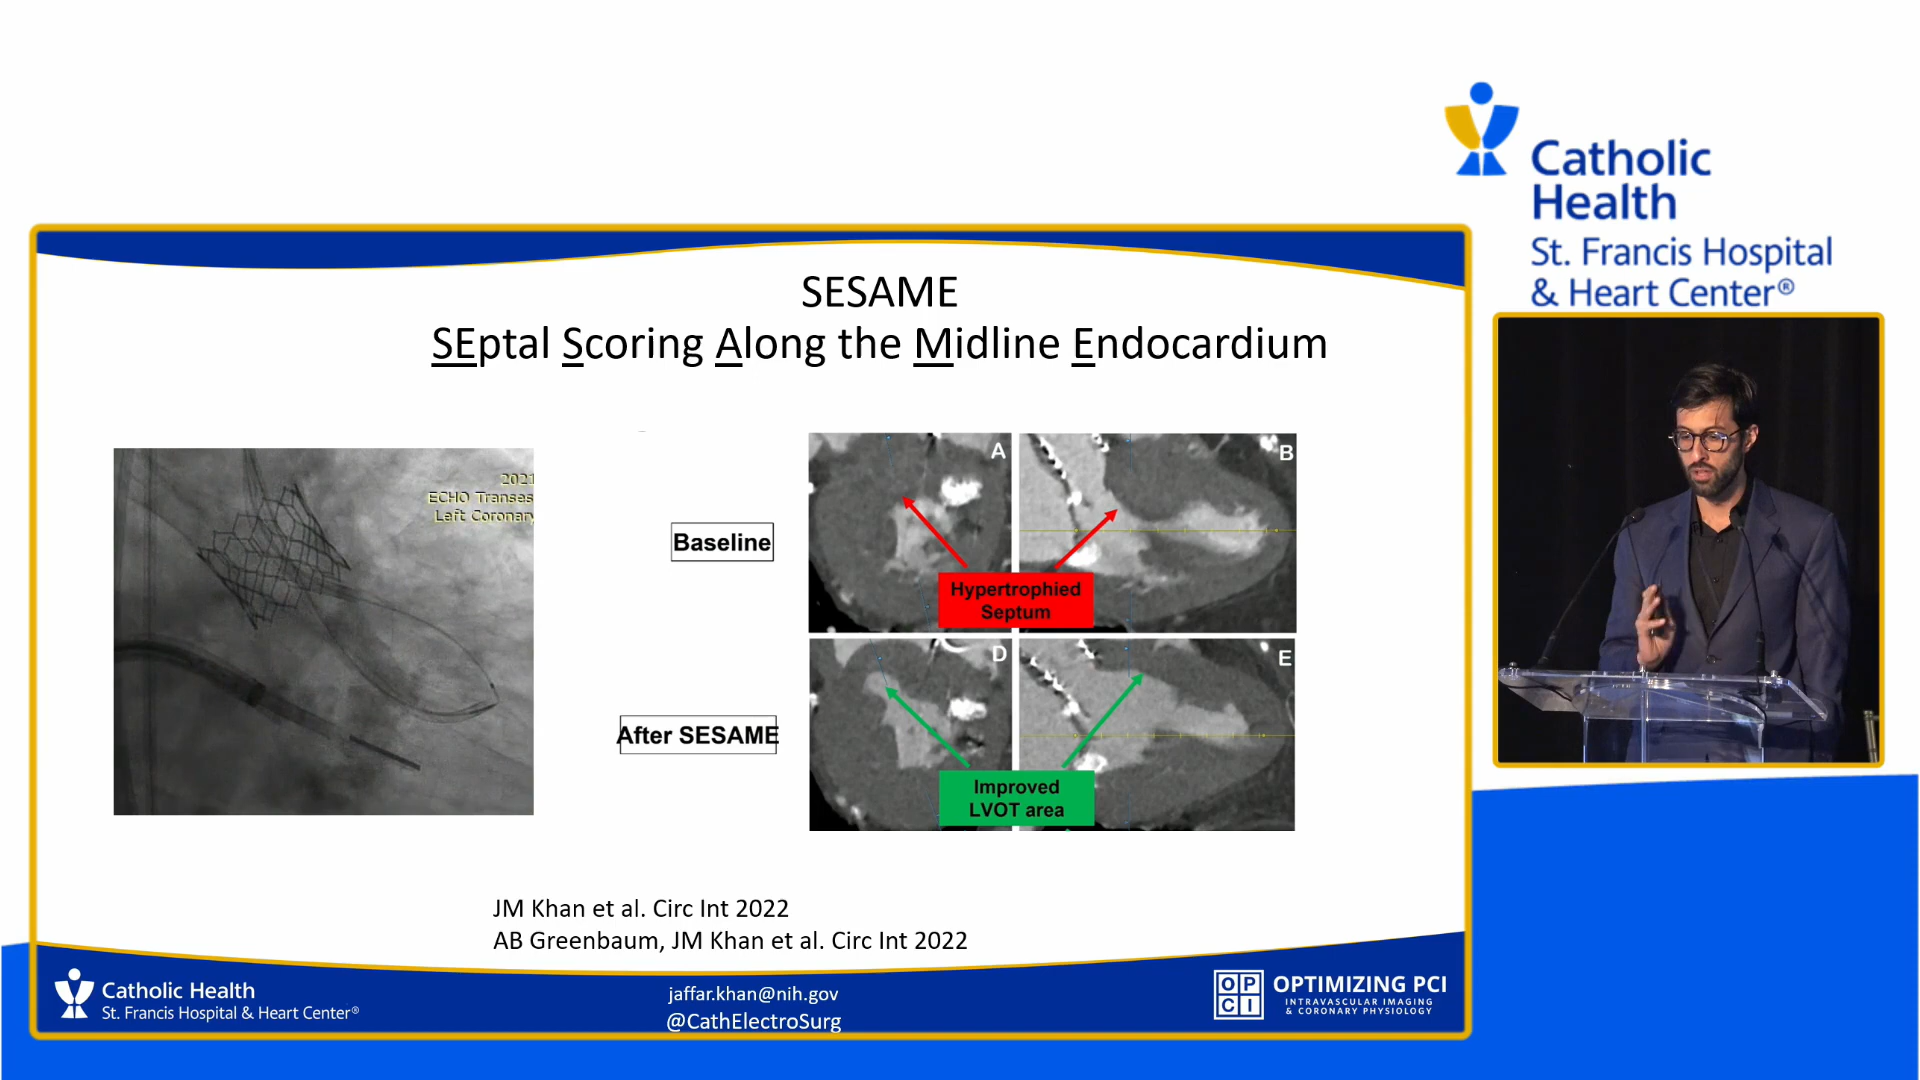 Catholic
Health
St. Francis Hospital
& Heart Center®
SESAME
SEptal Scoring Along the Midline Endocardium
2021
ECHO Transes
Left Coronary
Baseline
A
B
Hypertrophied
Septum
After SESAME
D
E
Improved
LVOT area
JM Khan et al. Circ Int 2022
AB Greenbaum, JM Khan et al. Circ Int 2022
Catholic Health
St. Francis Hospital & Heart Center®
jaffar.khan@nih.gov
@CathElectroSurg
OP
CI
OPTIMIZING PCI
INTRAVASCULAR IMAGING
& CORONARY PHYSIOLOGY